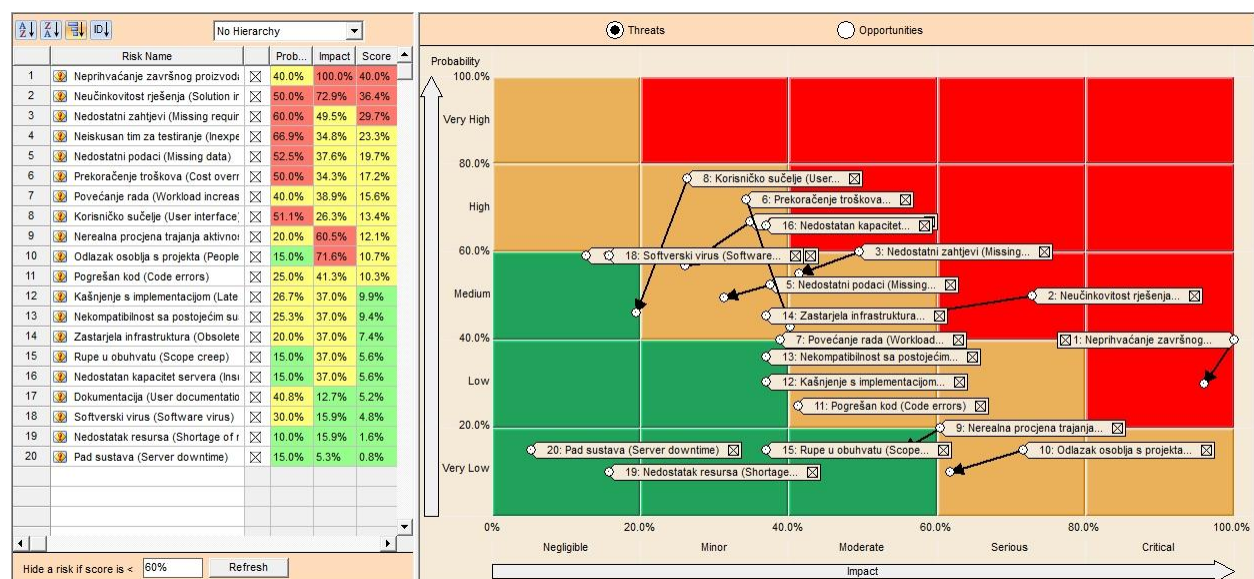 No Hierarchy
Risk Name Prob... Impact Score
1 Neprihvaćanje završnog proizvoda 40.0% 100.0% 40.0%
2 Neučinkovitost rješenja (Solution ir 50.0% 72.9% 36.4%
3 Nedostatni zahtjevi (Missing requir 60.0% 49.5% 29.7%
4 Neiskusan tim za testiranje (Inexpe 66.9% 34.8% 23.3%
5 Nedostatni podaci (Missing data) 52.5% 37.6% 19.7%
6 Prekoračenje troškova (Cost overr 50.0% 34.3% 17.2%
7 Povećanje rada (Workload increas 40.0% 38.9% 15.6%
8 Korisničko sučelje (User interface) 51.1% 26.3% 13.4%
9 Nerealna procjena trajanja aktivnos 20.0% 60.5% 12.1%
10 Odlazak osoblja s projekta (People 15.0% 71.6% 10.7%
11 Pogrešan kod (Code errors) 25.0% 41.3% 10.3%
12 Kašnjenje s implementacijom (Late 26.7% 37.0% 9.9%
13 Nekompatibilnost sa postojećim su 25.3% 37.0% 9.4%
14 Zastarjela infrastruktura (Obsolete 20.0% 37.0% 7.4%
15 Rupe u obuhvatu (Scope creep) 15.0% 37.0% 5.6%
16 Nedostatan kapacitet servera (Insu 15.0% 37.0% 5.6%
17 Dokumentacija (User documentatio 40.8% 12.7% 5.2%
18 Softverski virus (Software virus) 30.0% 15.9% 4.8%
19 Nedostatak resursa (Shortage of r 10.0% 15.9% 1.6%
20 Pad sustava (Server downtime) 15.0% 5.3% 0.8%
Hide a risk if score is < 60% Refresh
Threats Opportunities
Probability
100.0%
Very High
80.0%
8: Korisničko sučelje (User...
High
6: Prekoračenje troškova...
16: Nedostatan kapacitet...
60.0%
18: Softverski virus (Software...
3: Nedostatni zahtjevi (Missing...
5: Nedostatni podaci (Missing...
Medium
2: Neučinkovitost rješenja...
14: Zastarjela infrastruktura...
40.0%
7: Povećanje rada (Workload...
1: Neprihvaćanje završnog...
13: Nekompatibilnost sa postojećim...
Low
12: Kašnjenje s implementacijom...
11: Pogrešan kod (Code errors)
20.0%
9: Nerealna procjena trajanja...
20: Pad sustava (Server downtime)
15: Rupe u obuhvatu (Scope...
10: Odlazak osoblja s projekta...
Very Low
19: Nedostatak resursa (Shortage...
0% 20.0% 40.0% 60.0% 80.0% 100.0%
Negligible Minor Moderate Serious Critical
Impact